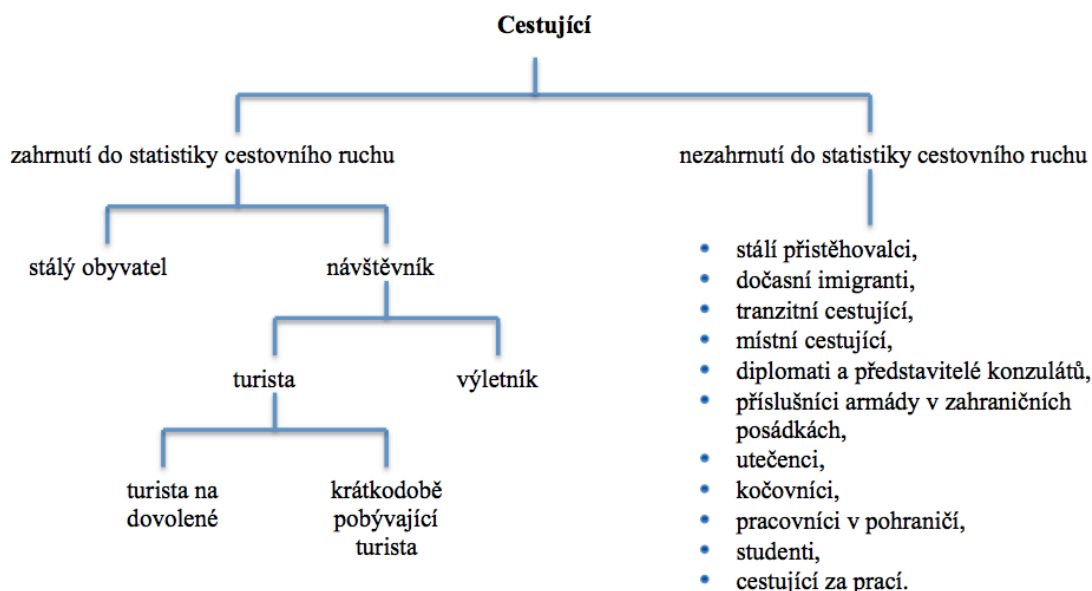 Cestující
zahrnutí do statistiky cestovního ruchu
nezahrnutí do statistiky cestovního ruchu
stálý obyvatel
návštěvník
turista
výletník
turista na
dovolené
krátkodobě
pobývající
turista
stálí přistěhovalci,
dočasní imigranti,
tranzitní cestující,
místní cestující,
diplomati a představitelé konzulátů,
příslušníci armády v zahraničních
posádkách,
utečenci,
kočovníci,
pracovníci v pohraničí,
studenti,
cestující za prací.